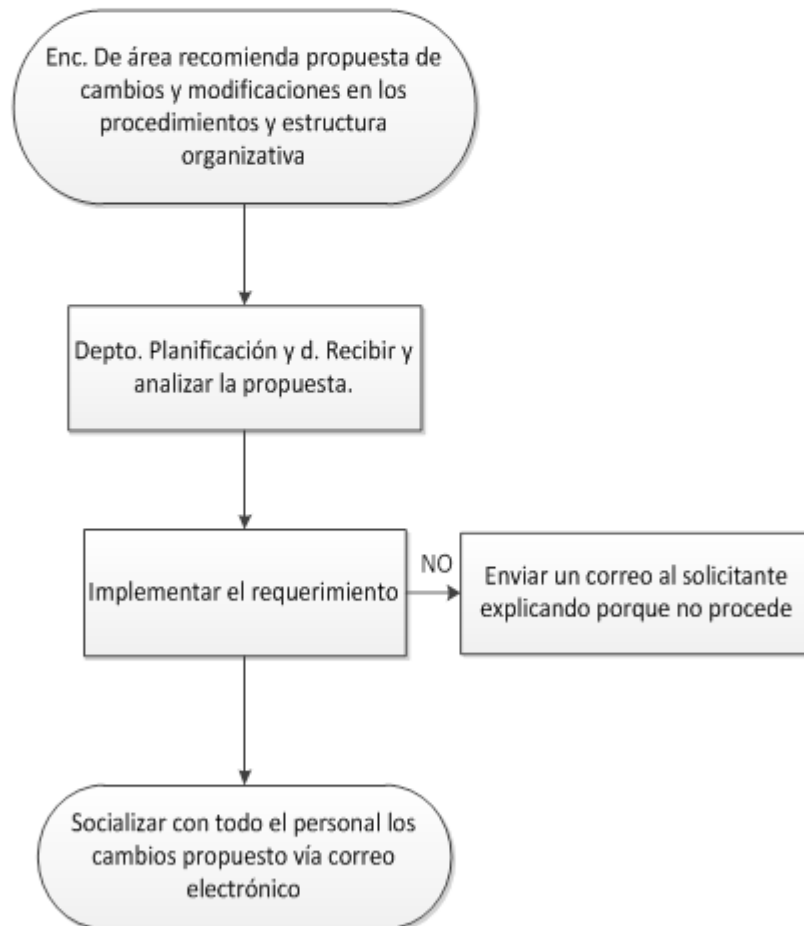 Enc. De área recomienda propuesta de
cambios y modificaciones en los
procedimientos y estructura
organizativa
Depto. Planificación y d. Recibir y
analizar la propuesta.
Implementar el requerimiento
NO
Enviar un correo al solicitante
explicando porque no procede
Socializar con todo el personal los
cambios propuesto vía correo
electrónico